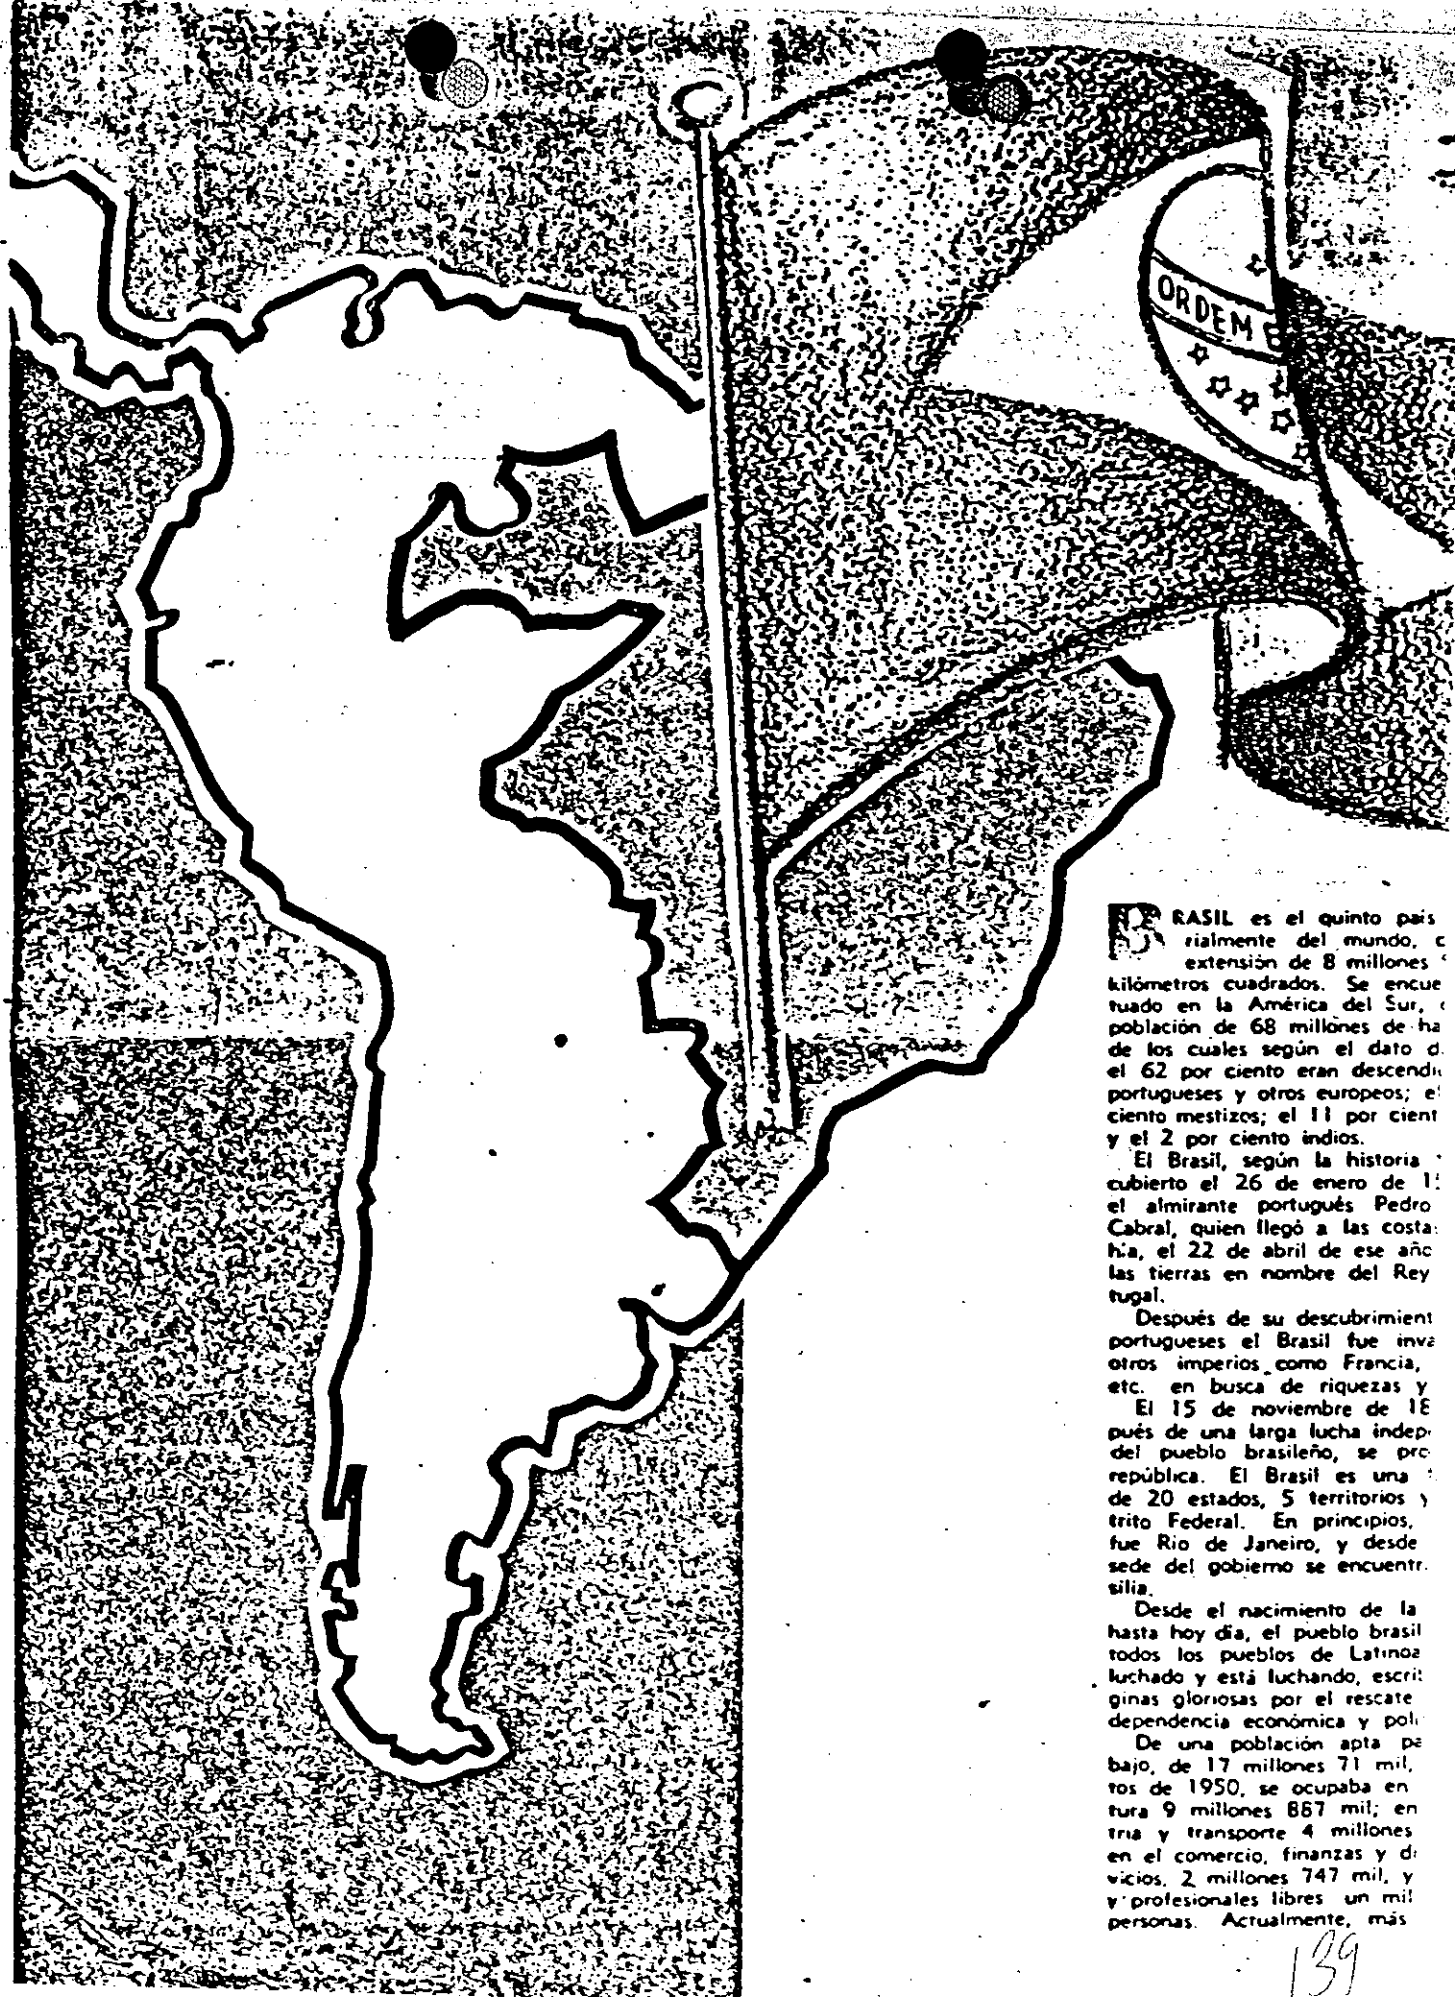 ORDEM E
BRASIL es el quinto país
rialmente del mundo, c
extensión de 8 millones
kilómetros cuadrados. Se encue
tuado en la América del Sur, c
población de 68 millones de ha
de los cuales según el dato d
el 62 por ciento eran descendi
portugueses y otros europeos; e
ciento mestizos; el 11 por cient
y el 2 por ciento indios.
El Brasil, según la historia
cubierto el 26 de enero de 15
el almirante portugués Pedro
Cabral, quien llegó a las costa
hía, el 22 de abril de ese año
las tierras en nombre del Rey
tugal.
Después de su descubrimient
portugueses el Brasil fue inva
otros imperios como Francia,
etc. en busca de riquezas y
El 15 de noviembre de 18
pués de una larga lucha indep
del pueblo brasileño, se pro
república. El Brasil es una
de 20 estados, 5 territorios y
trito Federal. En principios,
fue Rio de Janeiro, y desde
sede del gobierno se encuentr
silia.
Desde el nacimiento de la
hasta hoy día, el pueblo brasil
todos los pueblos de Latinoa
luchado y está luchando, escri
ginas gloriosas por el rescate
dependencia económica y polí
De una población apta pa
bajo, de 17 millones 71 mil,
tos de 1950, se ocupaba en
tura 9 millones 887 mil; en
tria y transporte 4 millones
en el comercio, finanzas y di
vicios, 2 millones 747 mil, y
y profesionales libres un mil
personas. Actualmente, más
139